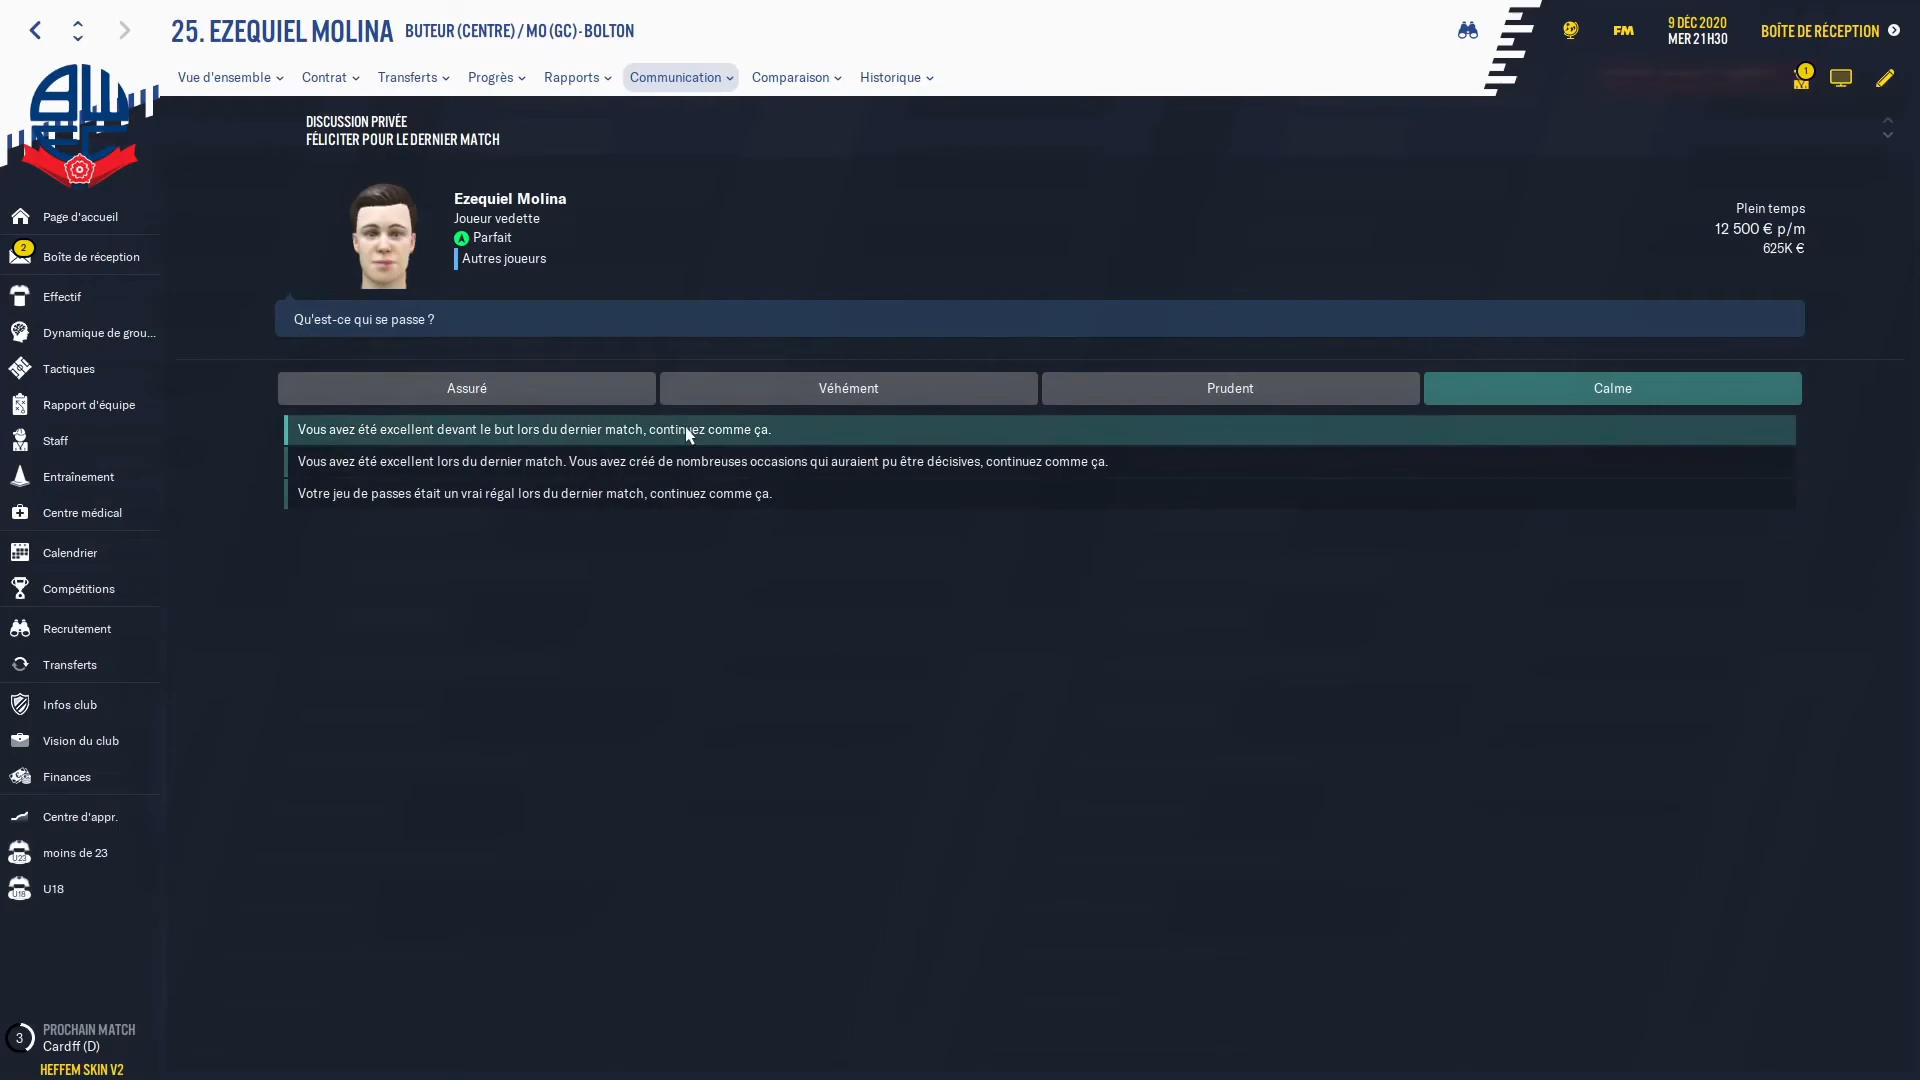 25. EZEQUIEL MOLINA BUTEUR (CENTRE) / MO (GC) - BOLTON
FM
9 DÉC 2020
MER 21H30
BOÎTE DE RÉCEPTION
Vue d'ensemble
Contrat
Transferts
Progrès
Rapports
Communication
Comparaison
Historique
1
DISCUSSION PRIVÉE
FÉLICITER POUR LE DERNIER MATCH
Ezequiel Molina
Joueur vedette
Parfait
Autres joueurs
Plein temps
12 500 € p/m
625K €
Qu'est-ce qui se passe ?
Assuré
Véhément
Prudent
Calme
Vous avez été excellent devant le but lors du dernier match, continuez comme ça.
Vous avez été excellent lors du dernier match. Vous avez créé de nombreuses occasions qui auraient pu être décisives, continuez comme ça.
Votre jeu de passes était un vrai régal lors du dernier match, continuez comme ça.
Page d'accueil
2
Boîte de réception
Effectif
Dynamique de grou...
Tactiques
Rapport d'équipe
Staff
Entraînement
Centre médical
Calendrier
Compétitions
Recrutement
Transferts
Infos club
Vision du club
Finances
Centre d'appr.
U23
moins de 23
U18
U18
3
PROCHAIN MATCH
Cardff (D)
HEFFEM SKIN V2